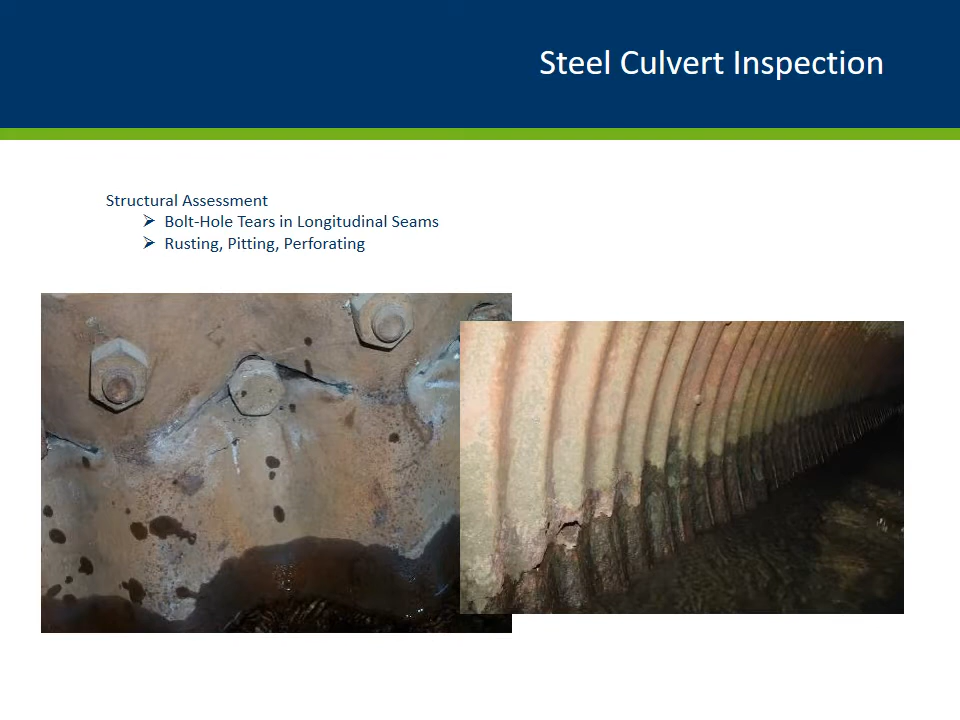 Steel Culvert Inspection
Structural Assessment
➢ Bolt-Hole Tears in Longitudinal Seams
➢ Rusting, Pitting, Perforating